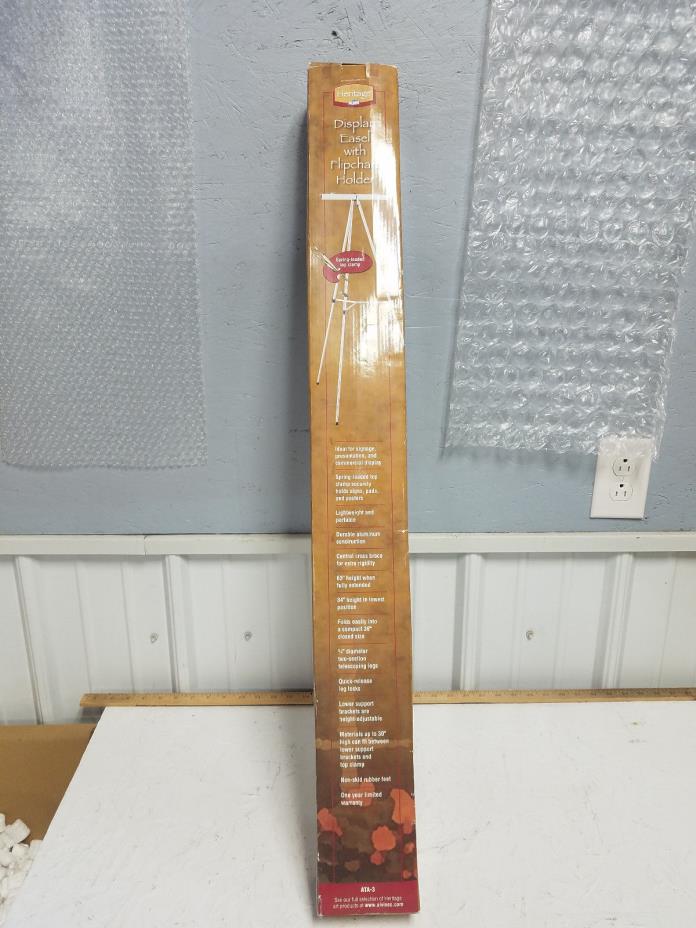 Heritage
Display
Easel
with
Flipchart
Holder
Spring-loaded
top clamp
Ideal for signage,
presentation, and
commercial display
Spring-loaded top
clamp securely
holds signs, pads,
and posters
Lightweight and
portable
Durable aluminum
construction
Central cross brace
for extra rigidity
63" height when
fully extended
34" height in lowest
position
Folds easily into
a compact 38"
closed size
¾" diameter
two-section
telescoping legs
Quick-release
leg locks
Lower support
brackets are
height-adjustable
Materials up to 30"
high can fit between
lower support
brackets and
top clamp
Non-skid rubber feet
One year limited
warranty
ATA-3
See our full selection of Heritage
art products at www.alvinco.com